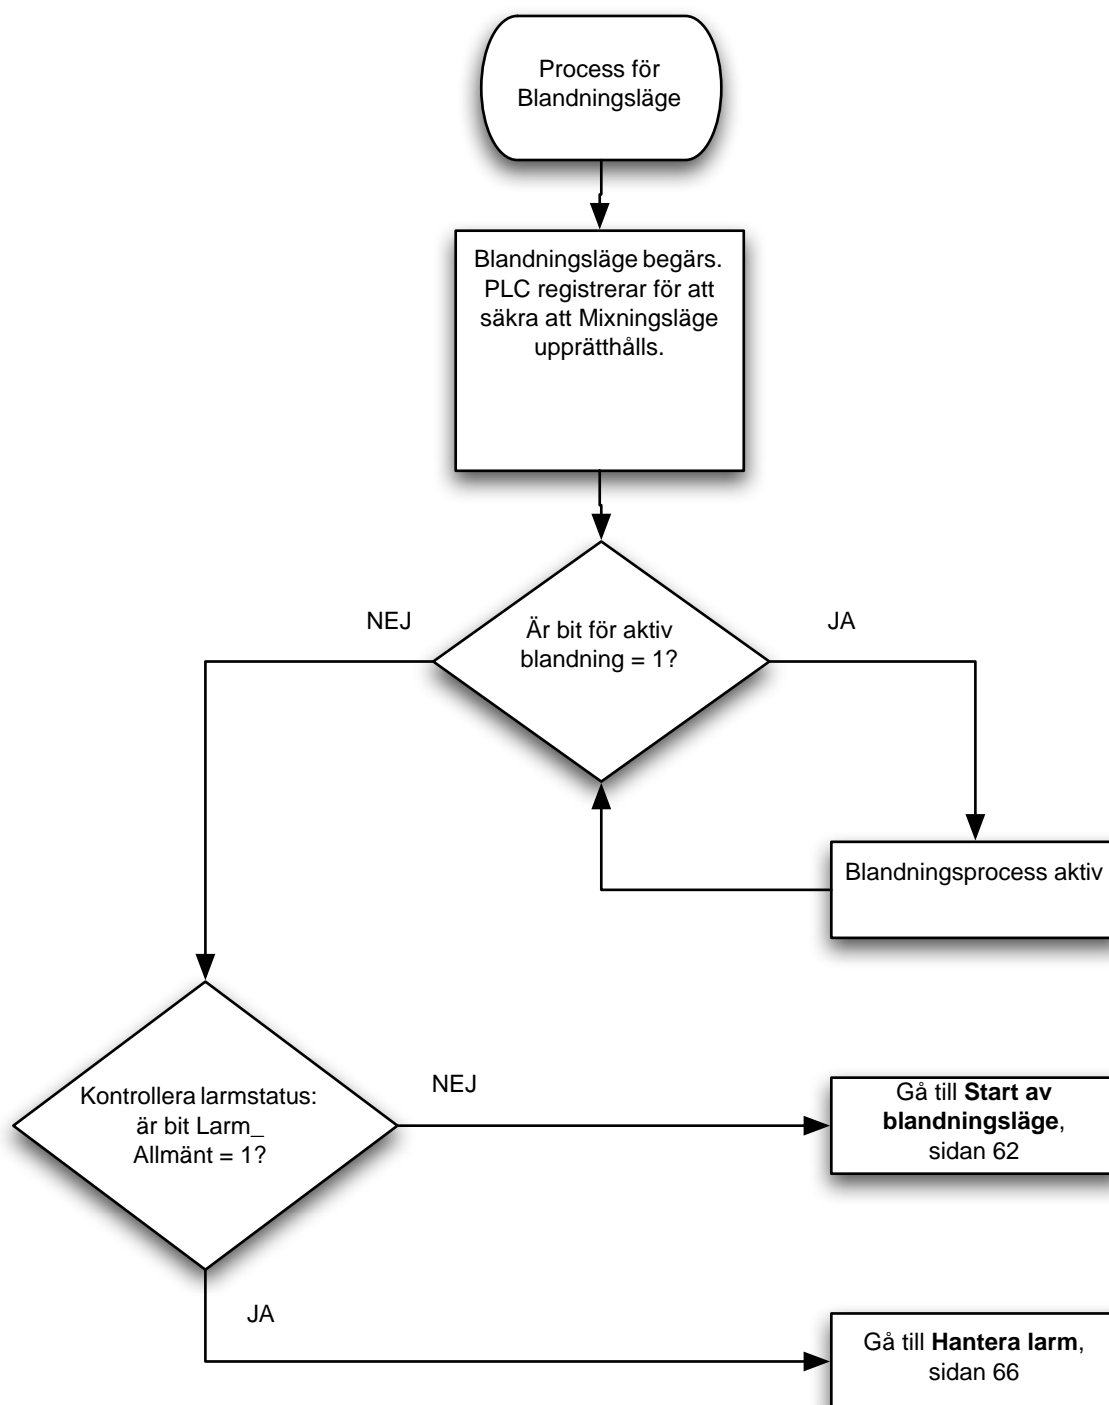 Process för
Blandningsläge
Blandningsläge begärs.
PLC registrerar för att
säkra att Mixningsläge
upprätthålls.
NEJ
Är bit för aktiv
blandning = 1?
JA
Blandningsprocess aktiv
Kontrollera larmstatus:
är bit Larm_
Allmänt = 1?
NEJ
Gå till Start av
blandningsläge,
sidan 62
JA
Gå till Hantera larm,
sidan 66